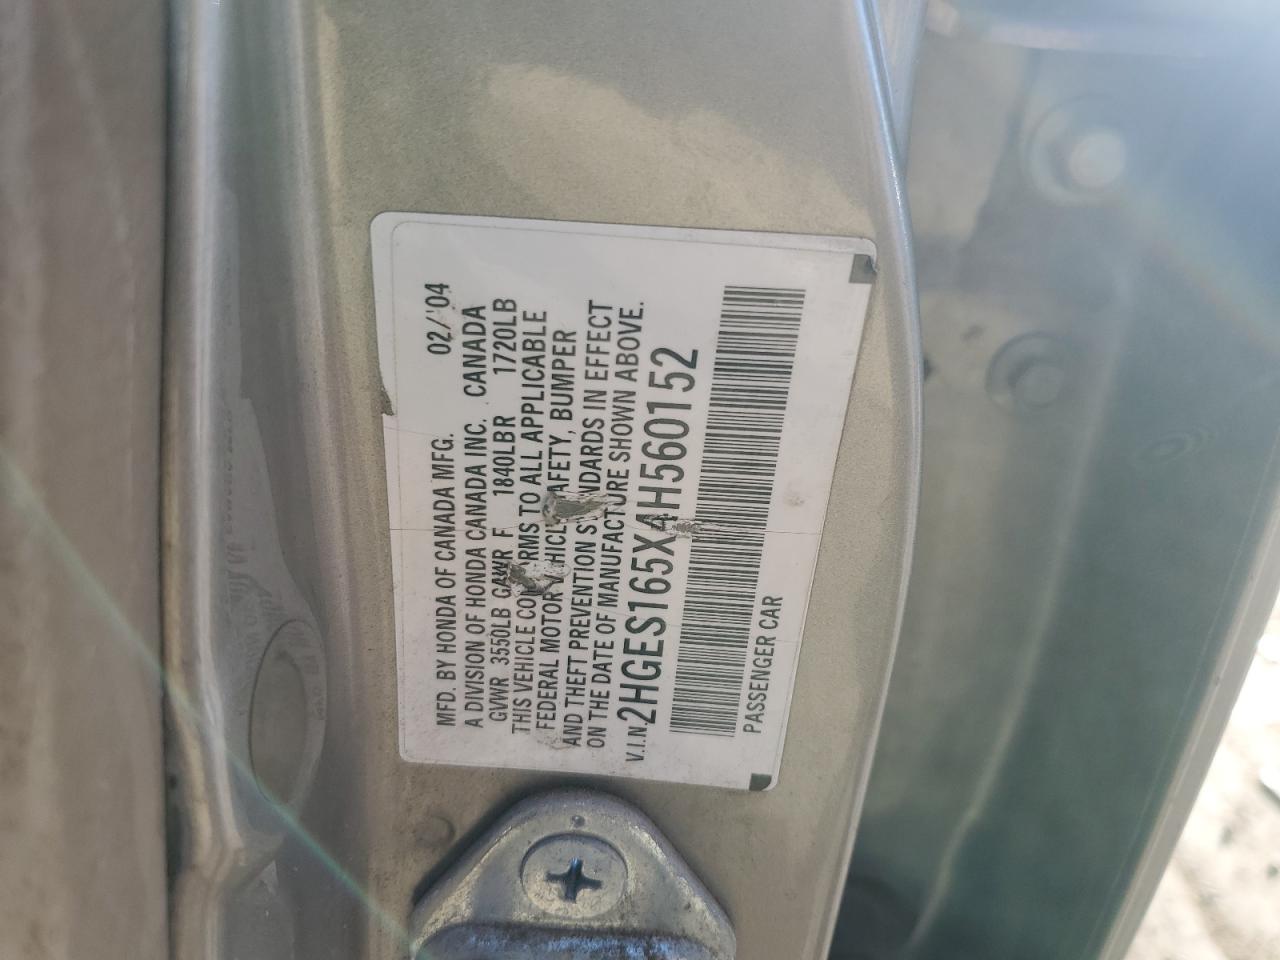 MFD. BY HONDA OF CANADA MFG. 02/'04
A DIVISION OF HONDA CANADA INC. CANADA
GVWR 3550LB GAWR F 1840LB R 1720LB
THIS VEHICLE CONFORMS TO ALL APPLICABLE
FEDERAL MOTOR VEHICLE SAFETY, BUMPER
AND THEFT PREVENTION STANDARDS IN EFFECT
ON THE DATE OF MANUFACTURE SHOWN ABOVE.
V.I.N. 2HGES165X4H560152
PASSENGER CAR